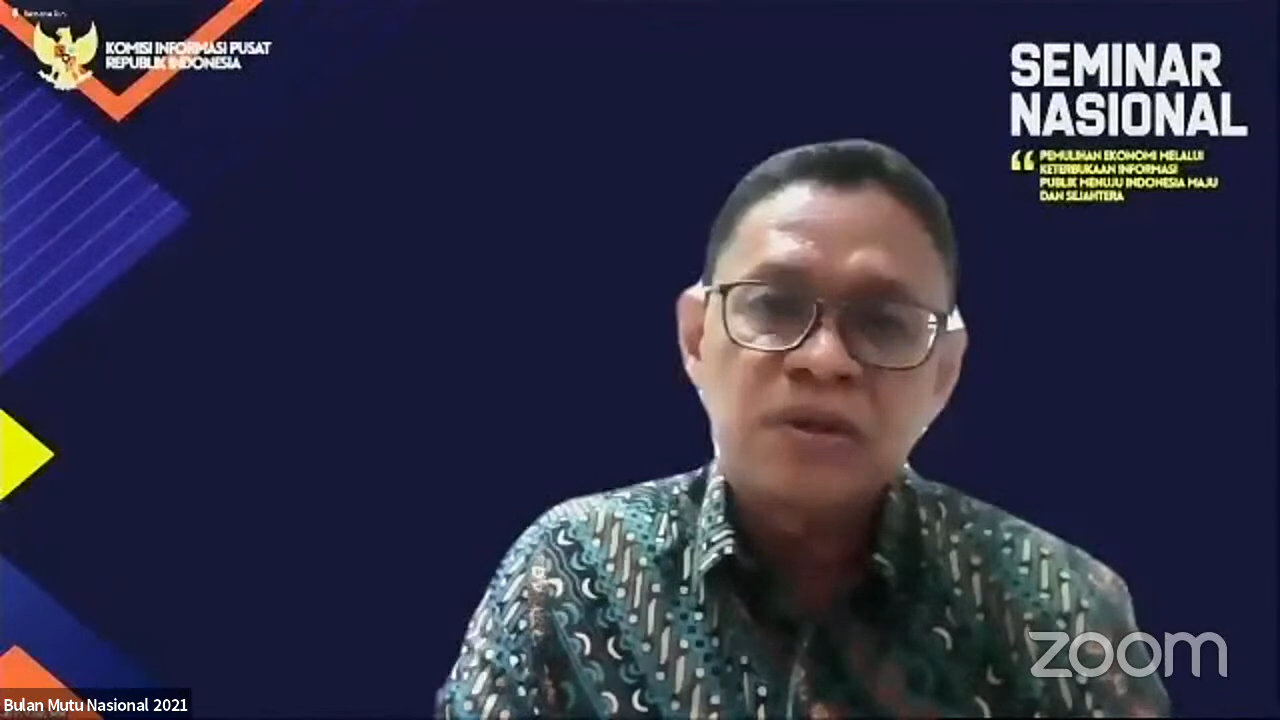 KOMISI INFORMASI PUSAT
REPUBLIK INDONESIA
SEMINAR
NASIONAL
“ PEMULIHAN EKONOMI MELALUI
KETERBUKAAN INFORMASI
PUBLIK MENUJU INDONESIA MAJU
DAN SEJAHTERA
zoom
Bulan Mutu Nasional 2021